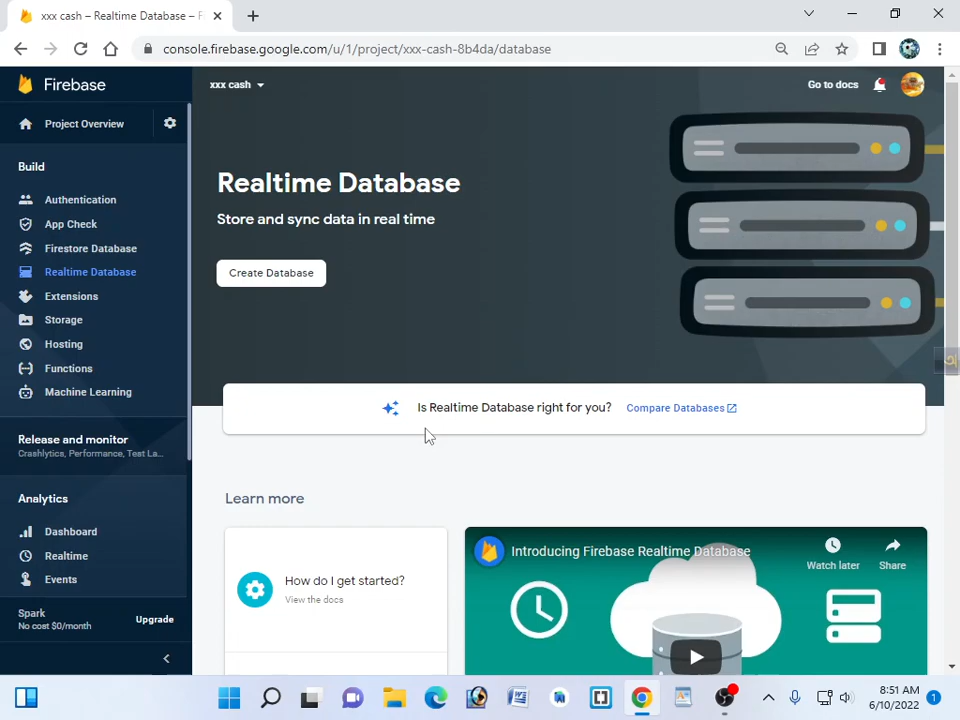 xxx cash – Realtime Database – F
console.firebase.google.com/u/1/project/xxx-cash-8b4da/database
Firebase
xxx cash
Go to docs
Project Overview
Build
Authentication
App Check
Firestore Database
Realtime Database
Extensions
Storage
Hosting
Functions
Machine Learning
Release and monitor
Crashlytics, Performance, Test La...
Analytics
Dashboard
Realtime
Events
Spark
No cost $0/month
Upgrade
Realtime Database
Store and sync data in real time
Create Database
Is Realtime Database right for you? Compare Databases
Learn more
How do I get started?
View the docs
Introducing Firebase Realtime Database
Watch later
Share
8:51 AM
6/10/2022
1